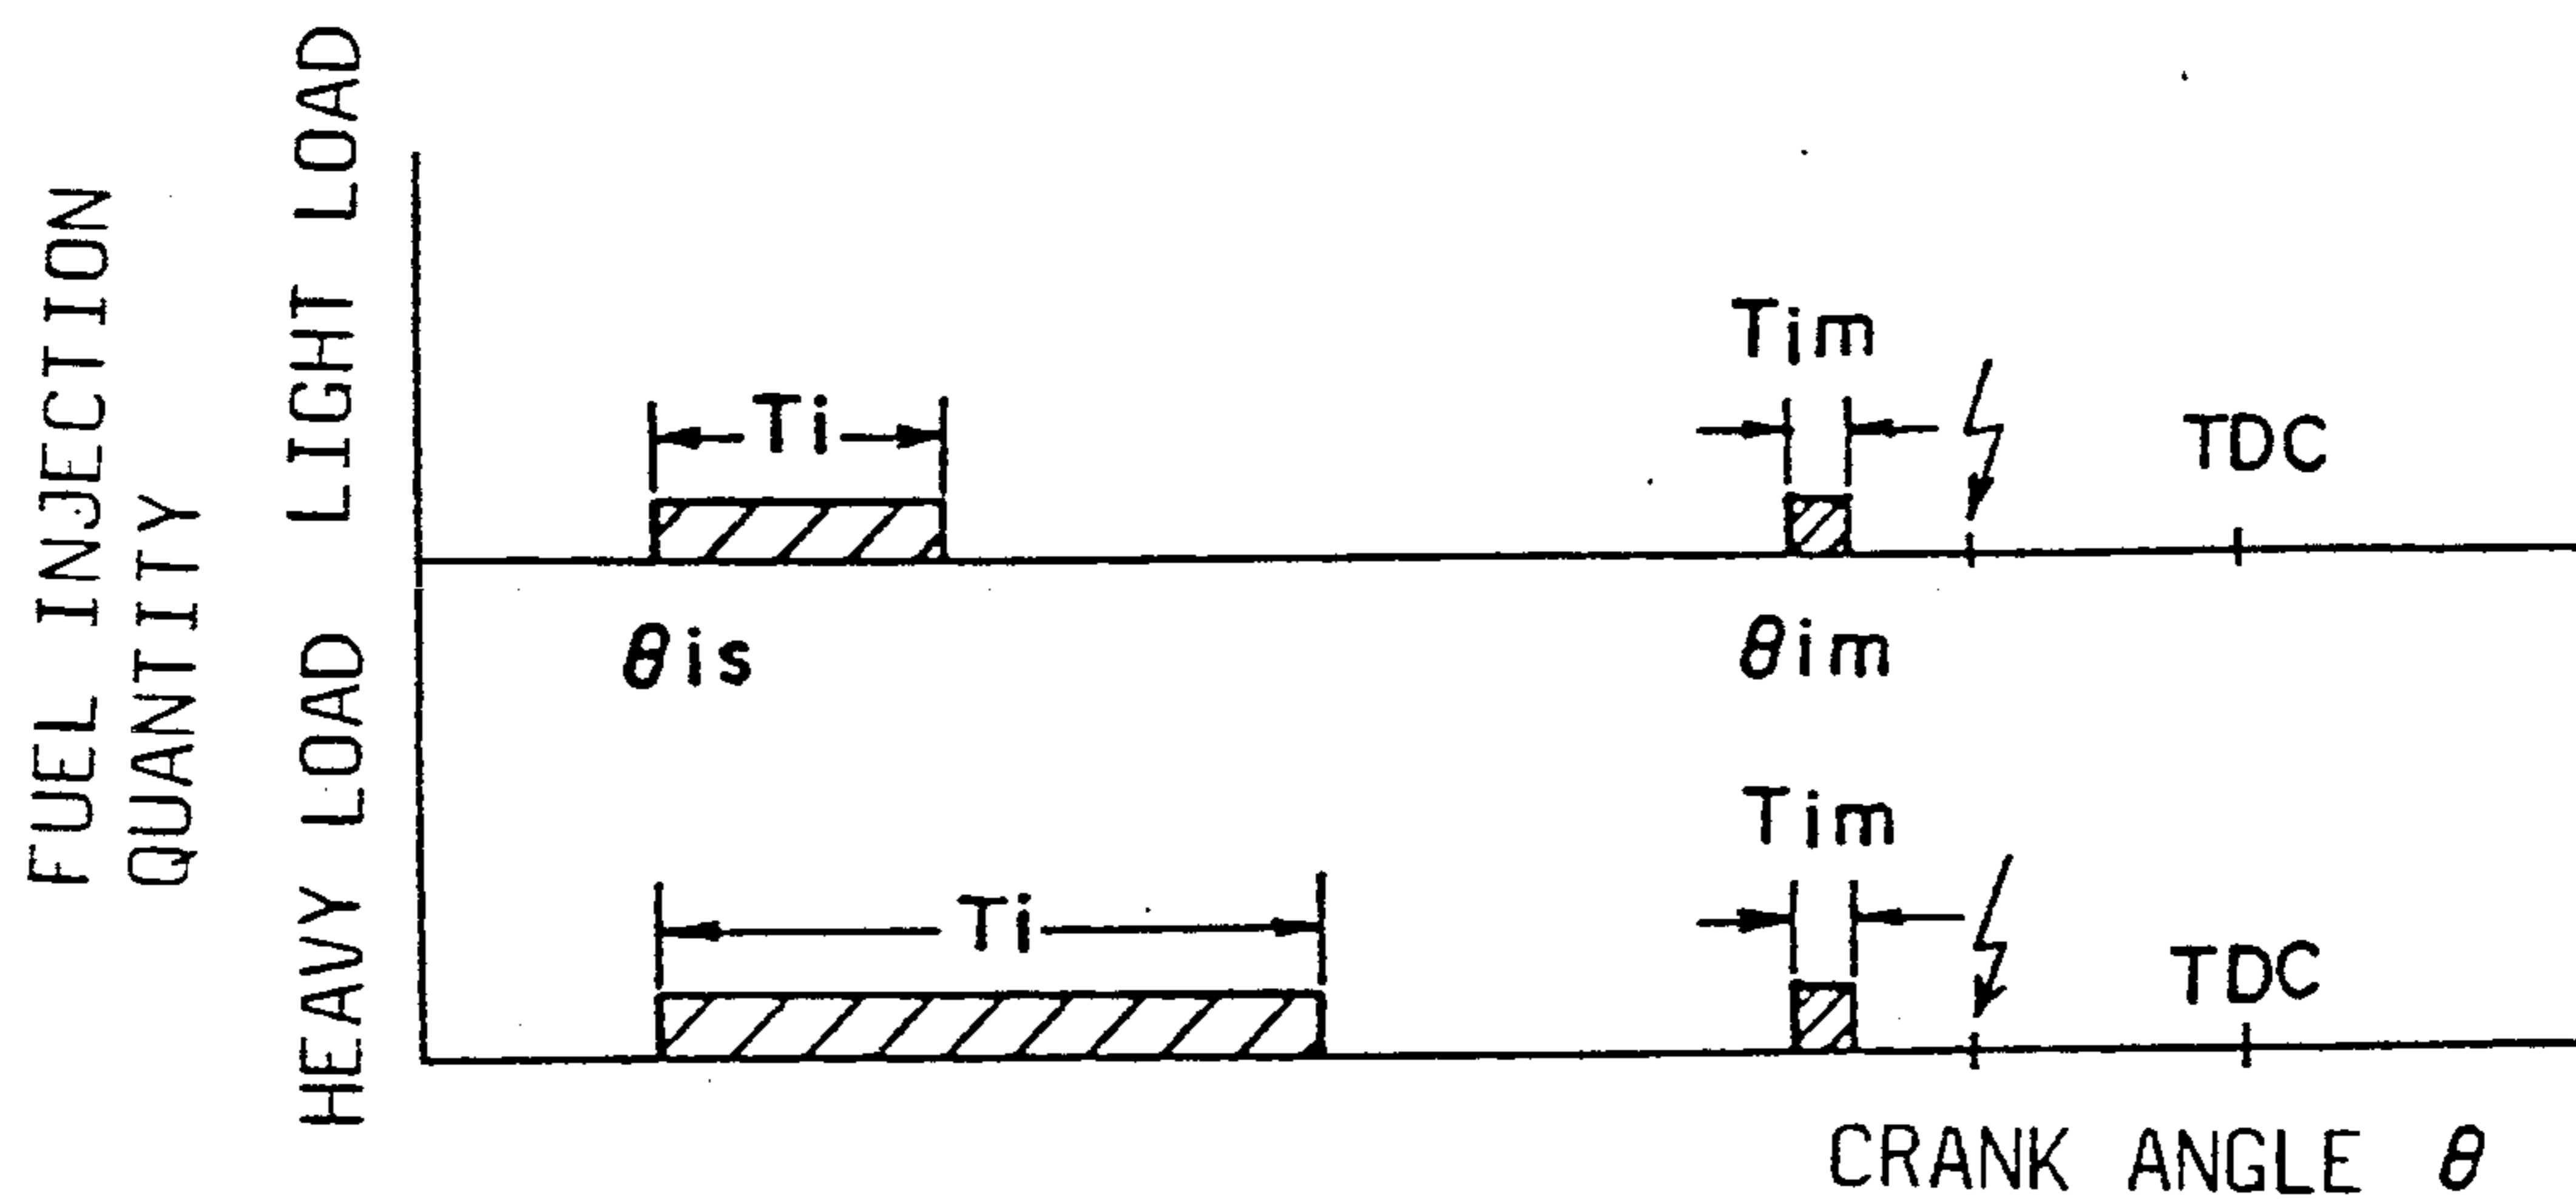 FUEL INJECTION
QUANTITY
LIGHT LOAD
Ti
Tim
TDC
θis
θim
HEAVY LOAD
Ti
Tim
TDC
CRANK ANGLE θ